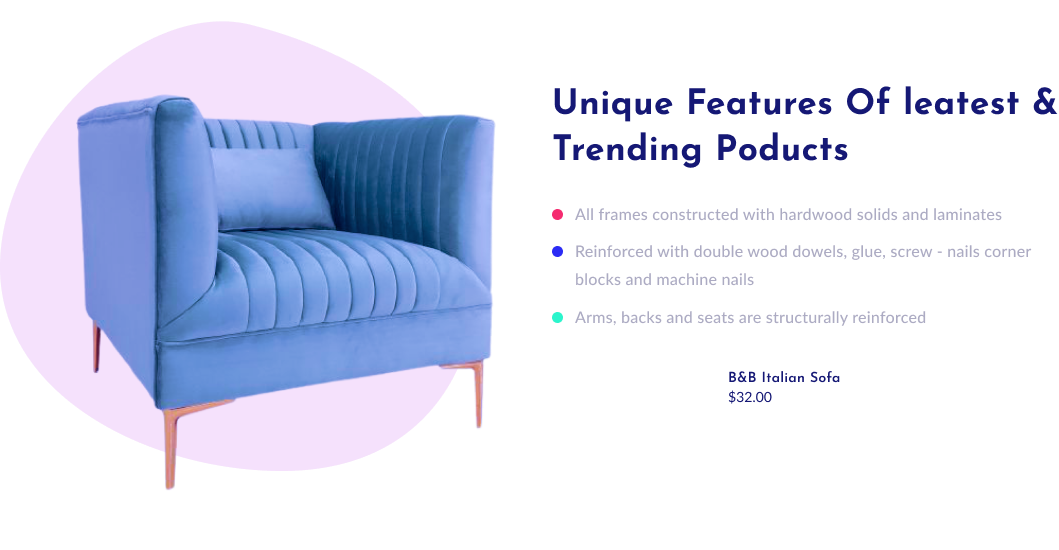 Unique Features Of leatest &
Trending Poducts
All frames constructed with hardwood solids and laminates
Reinforced with double wood dowels, glue, screw - nails corner
blocks and machine nails
Arms, backs and seats are structurally reinforced
B&B Italian Sofa
$32.00